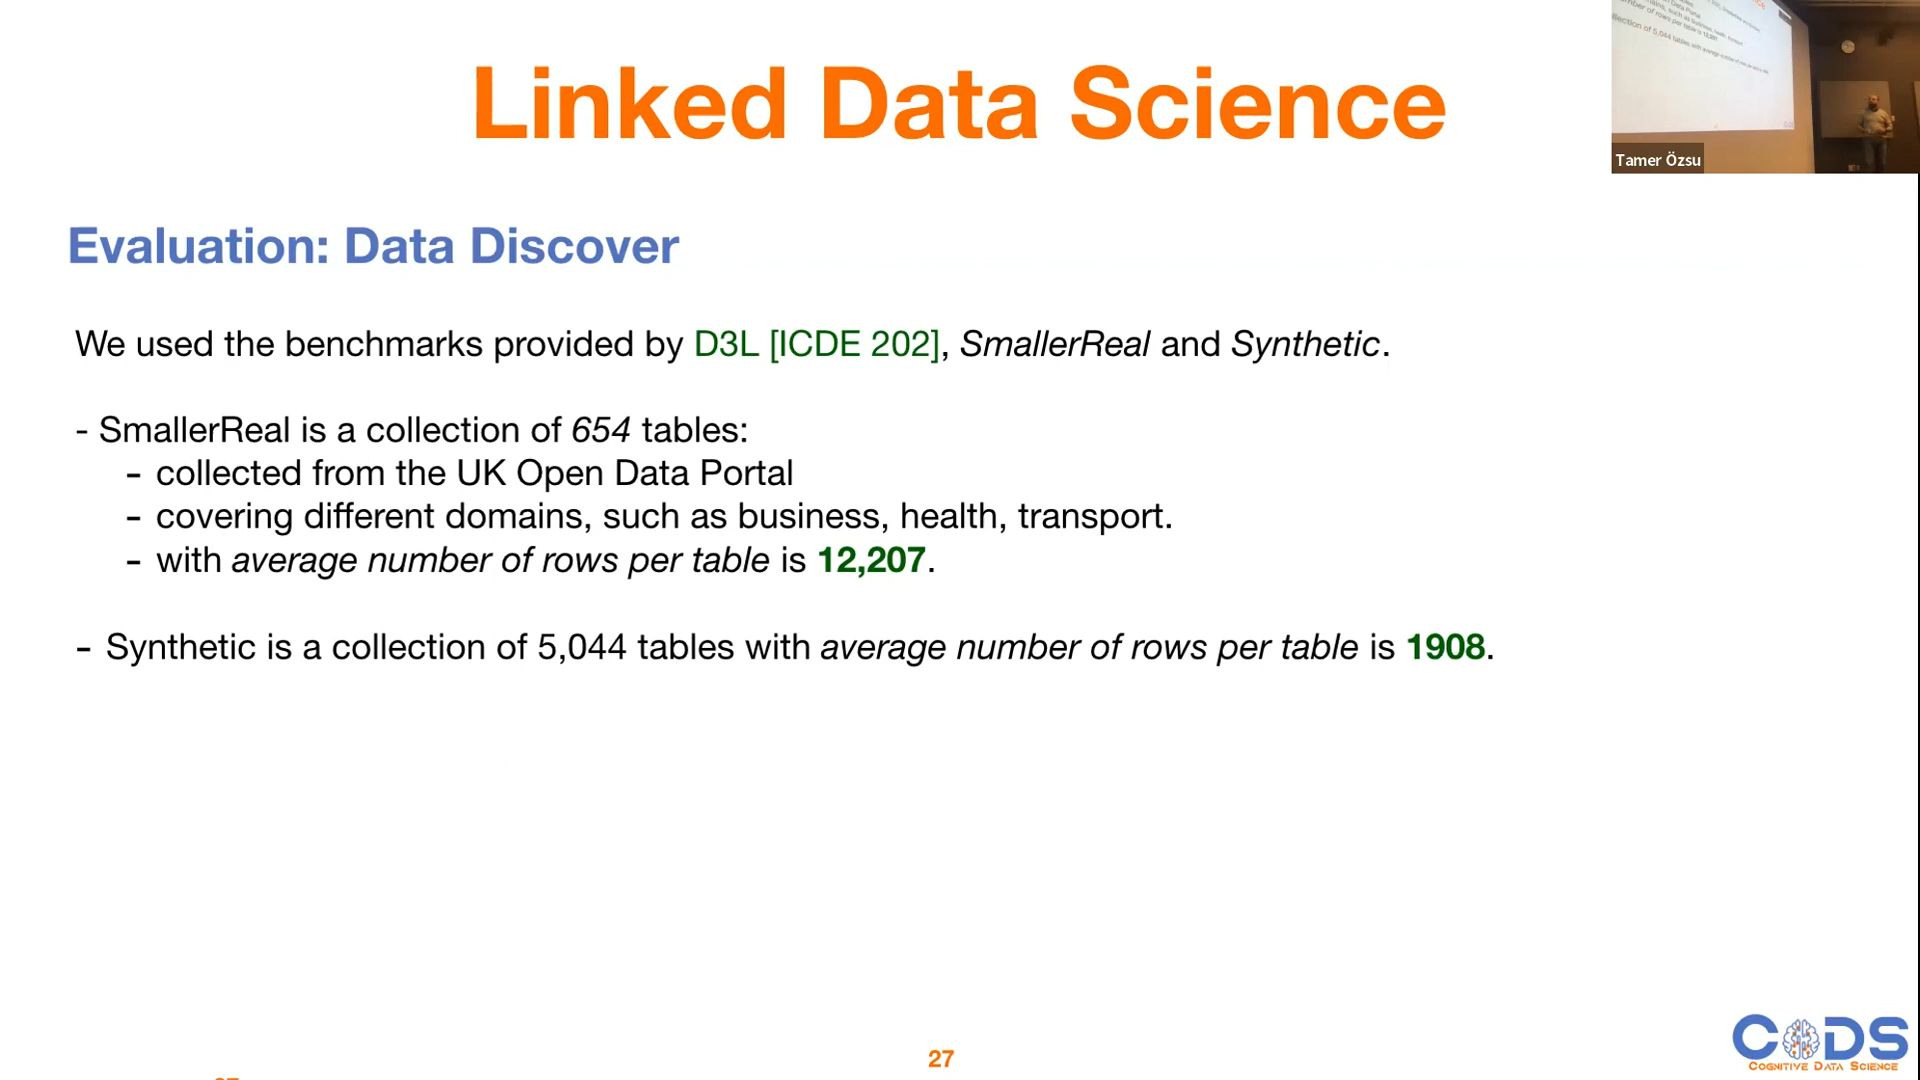 Linked Data Science
Tamer Özsu
Evaluation: Data Discover
We used the benchmarks provided by D3L [ICDE 202], SmallerReal and Synthetic.
- SmallerReal is a collection of 654 tables:
- collected from the UK Open Data Portal
- covering different domains, such as business, health, transport.
- with average number of rows per table is 12,207.
- Synthetic is a collection of 5,044 tables with average number of rows per table is 1908.
27
CODS
COGNITIVE DATA SCIENCE